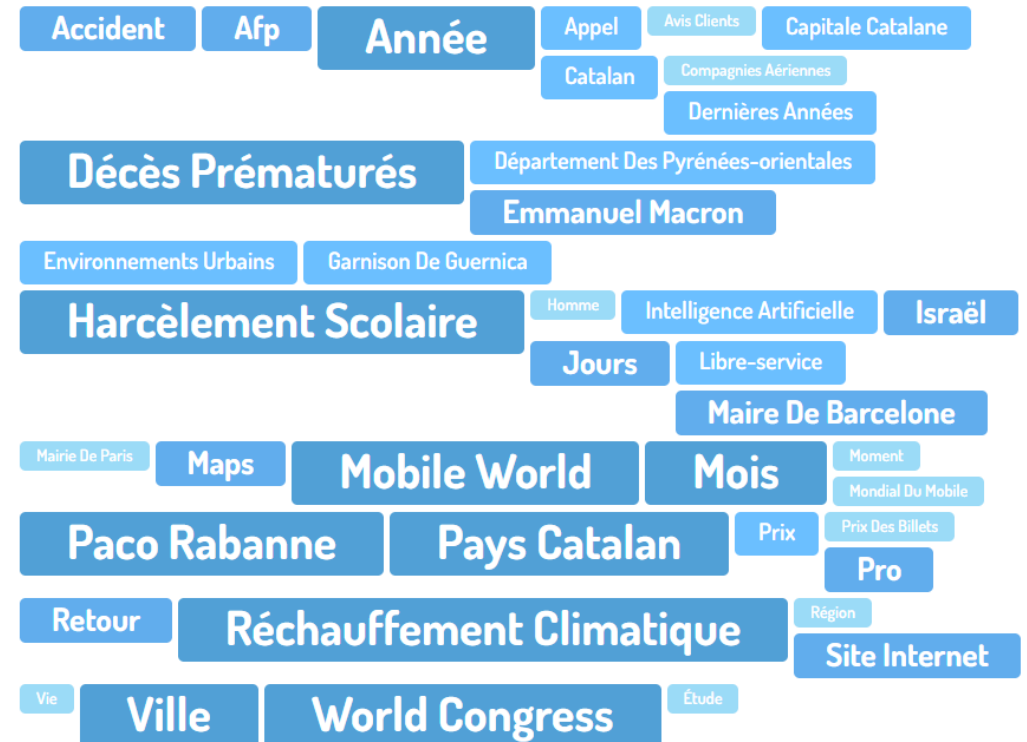 Accident Afp Année Appel Avis Clients Capitale Catalane
Catalan Compagnies Aériennes
Dernières Années
Décès Prématurés Département Des Pyrénées-orientales
Emmanuel Macron
Environnements Urbains Garnison De Guernica
Harcèlement Scolaire Homme Intelligence Artificielle Israël
Jours Libre-service
Maire De Barcelone
Mairie De Paris Maps Mobile World Mois Moment
Mondial Du Mobile
Paco Rabanne Pays Catalan Prix Prix Des Billets
Pro
Retour Réchauffement Climatique Région
Site Internet
Vie Ville World Congress Étude